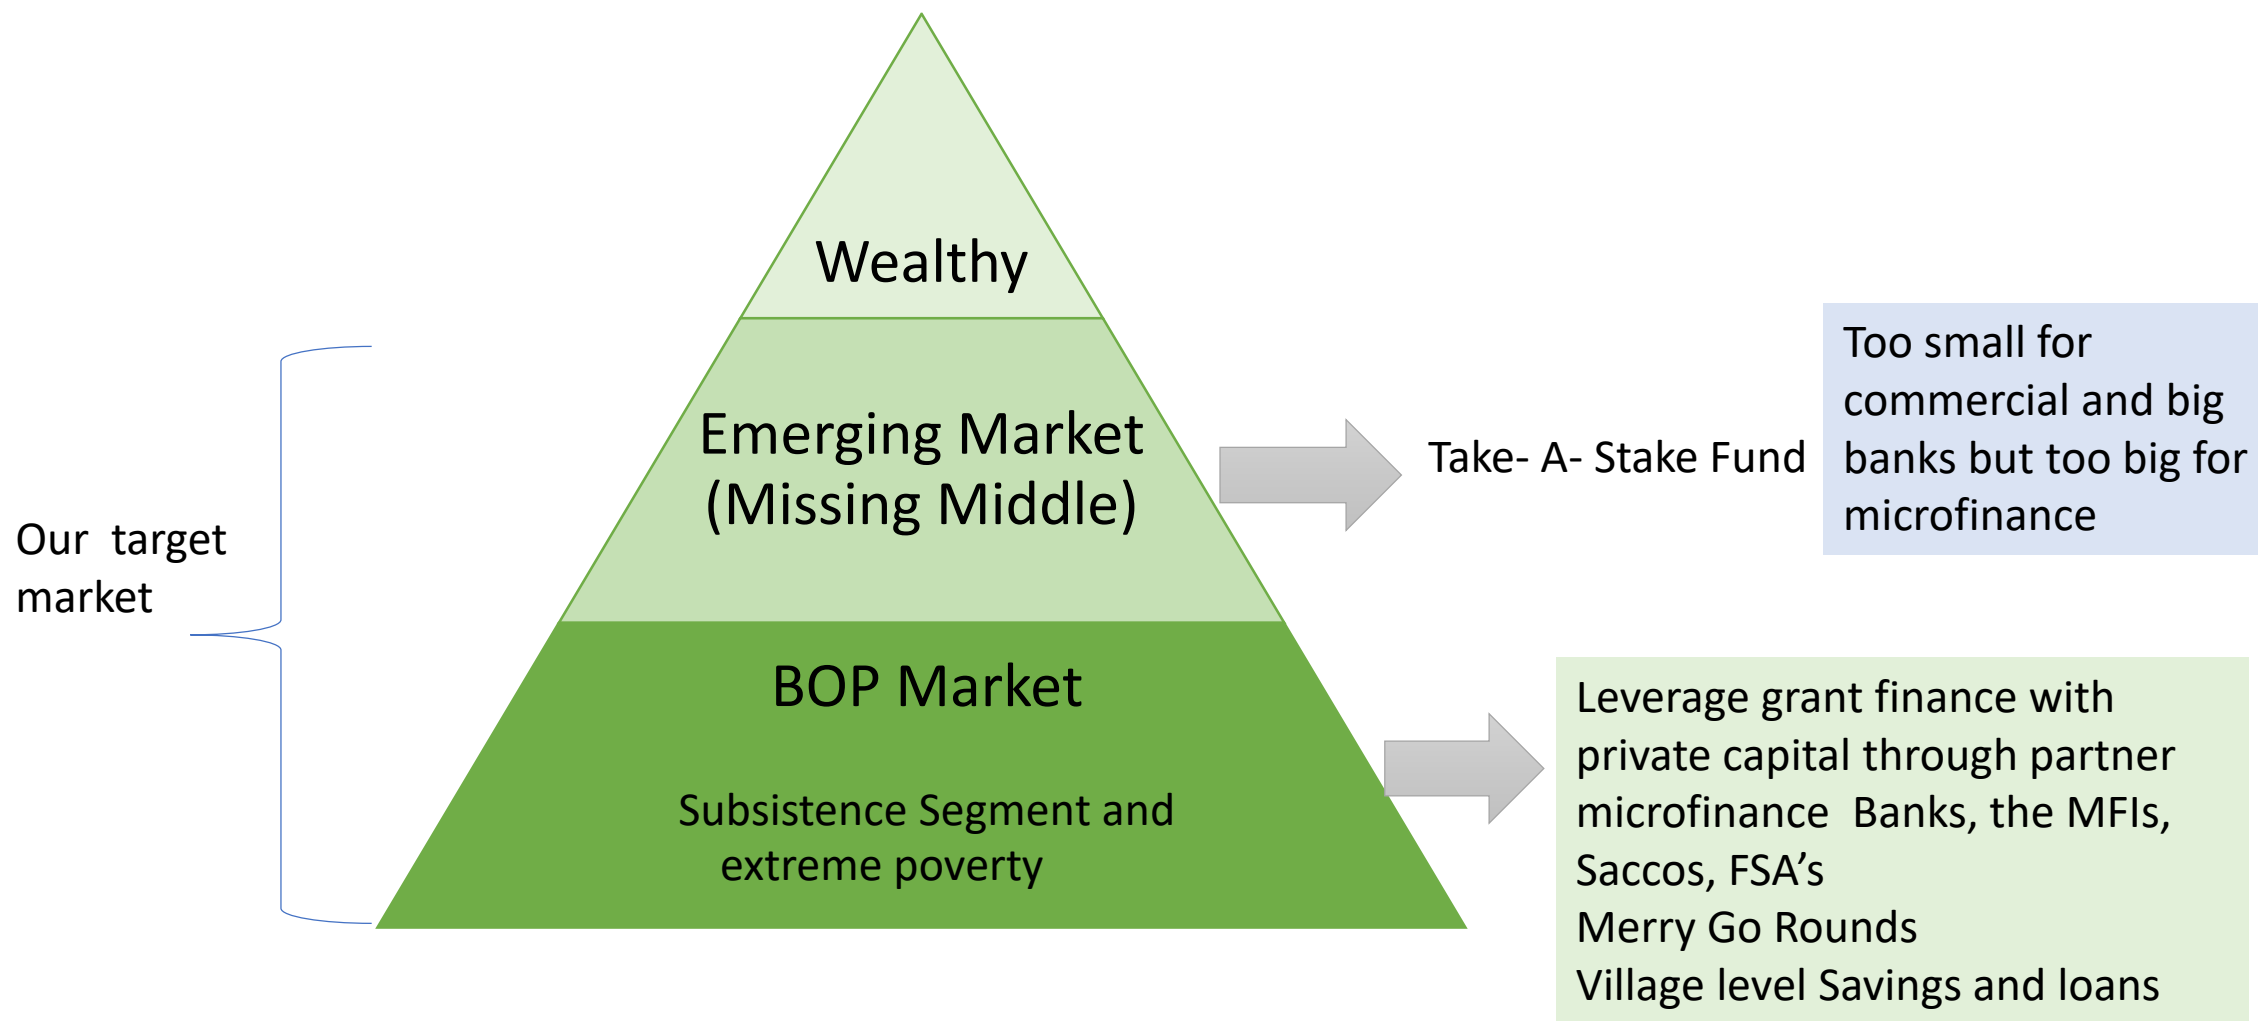 Wealthy
Emerging Market
(Missing Middle)
BOP Market
Subsistence Segment and
extreme poverty
Our  target
market
Take- A- Stake Fund
Too small for
commercial and big
banks but too big for
microfinance
Leverage grant finance with
private capital through partner
microfinance  Banks, the MFIs,
Saccos, FSA’s
Merry Go Rounds
Village level Savings and loans